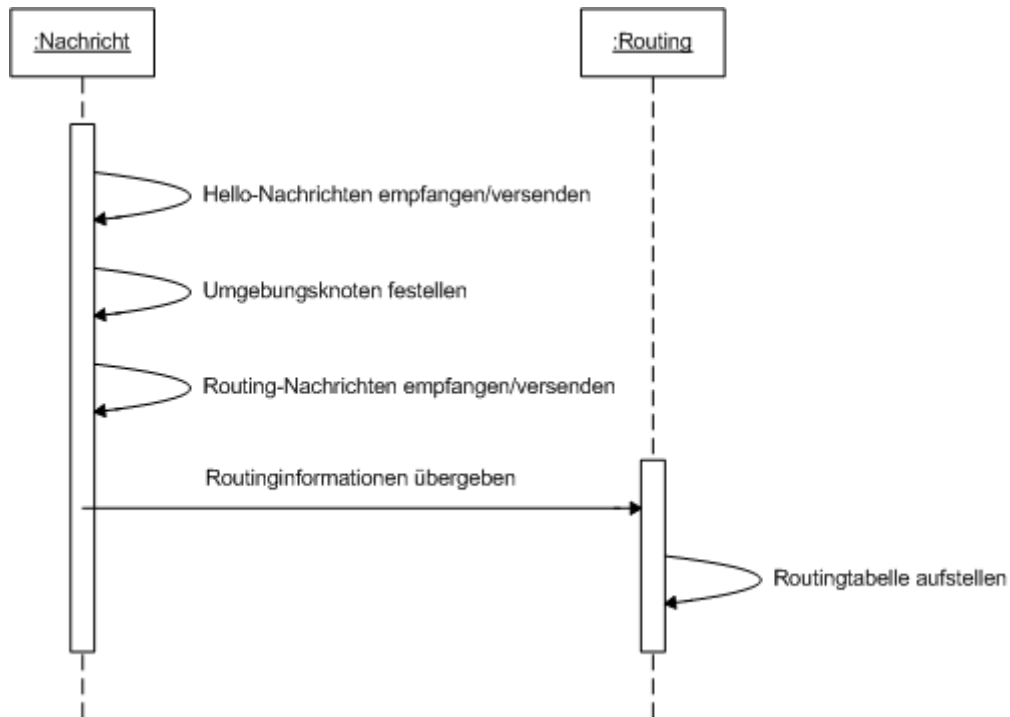 :Nachricht
:Routing
Hello-Nachrichten empfangen/versenden
Umgebungsknoten festellen
Routing-Nachrichten empfangen/versenden
Routinginformationen übergeben
Routingtabelle aufstellen